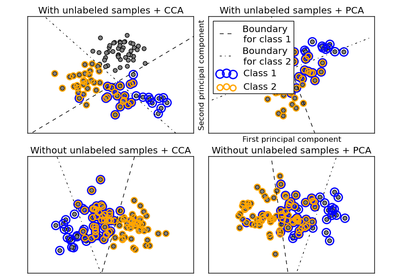 With unlabeled samples + CCA
With unlabeled samples + PCA
Second principal component
Boundary
for class 1
Boundary
for class 2
Class 1
Class 2
First principal component
Without unlabeled samples + CCA
Without unlabeled samples + PCA